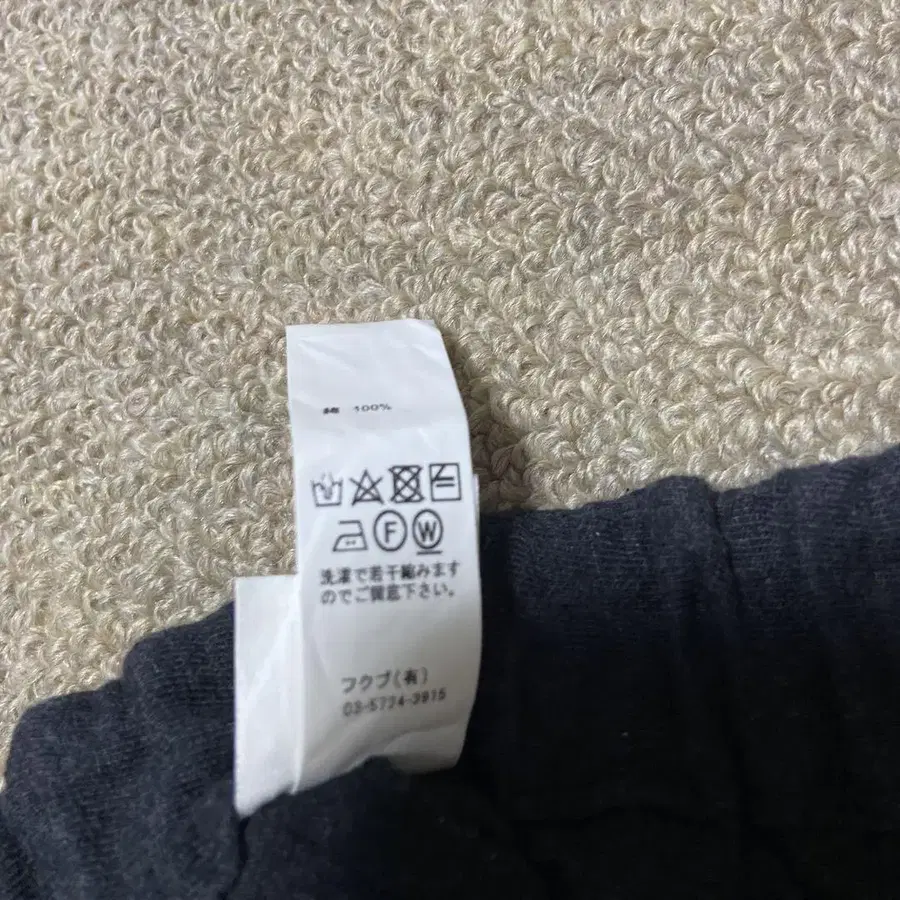 綿 100%
F W
洗濯で若干縮みます
のでご留意下さい。
フクブ(有)
03-5724-3915